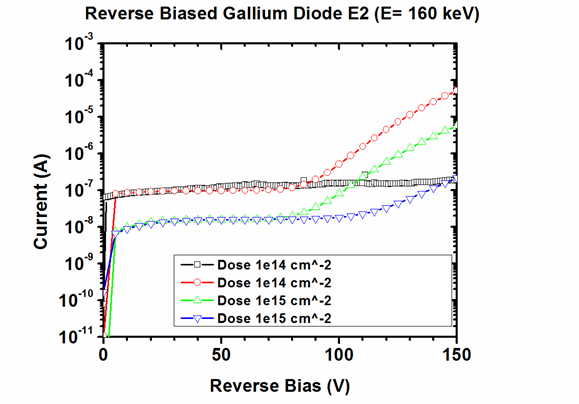 Reverse Biased Gallium Diode E2 (E= 160 keV)
10^-3
10^-4
10^-5
10^-6
10^-7
10^-8
10^-9
10^-10
10^-11
Current (A)
Dose 1e14 cm^-2
Dose 1e14 cm^-2
Dose 1e15 cm^-2
Dose 1e15 cm^-2
0 50 100 150
Reverse Bias (V)